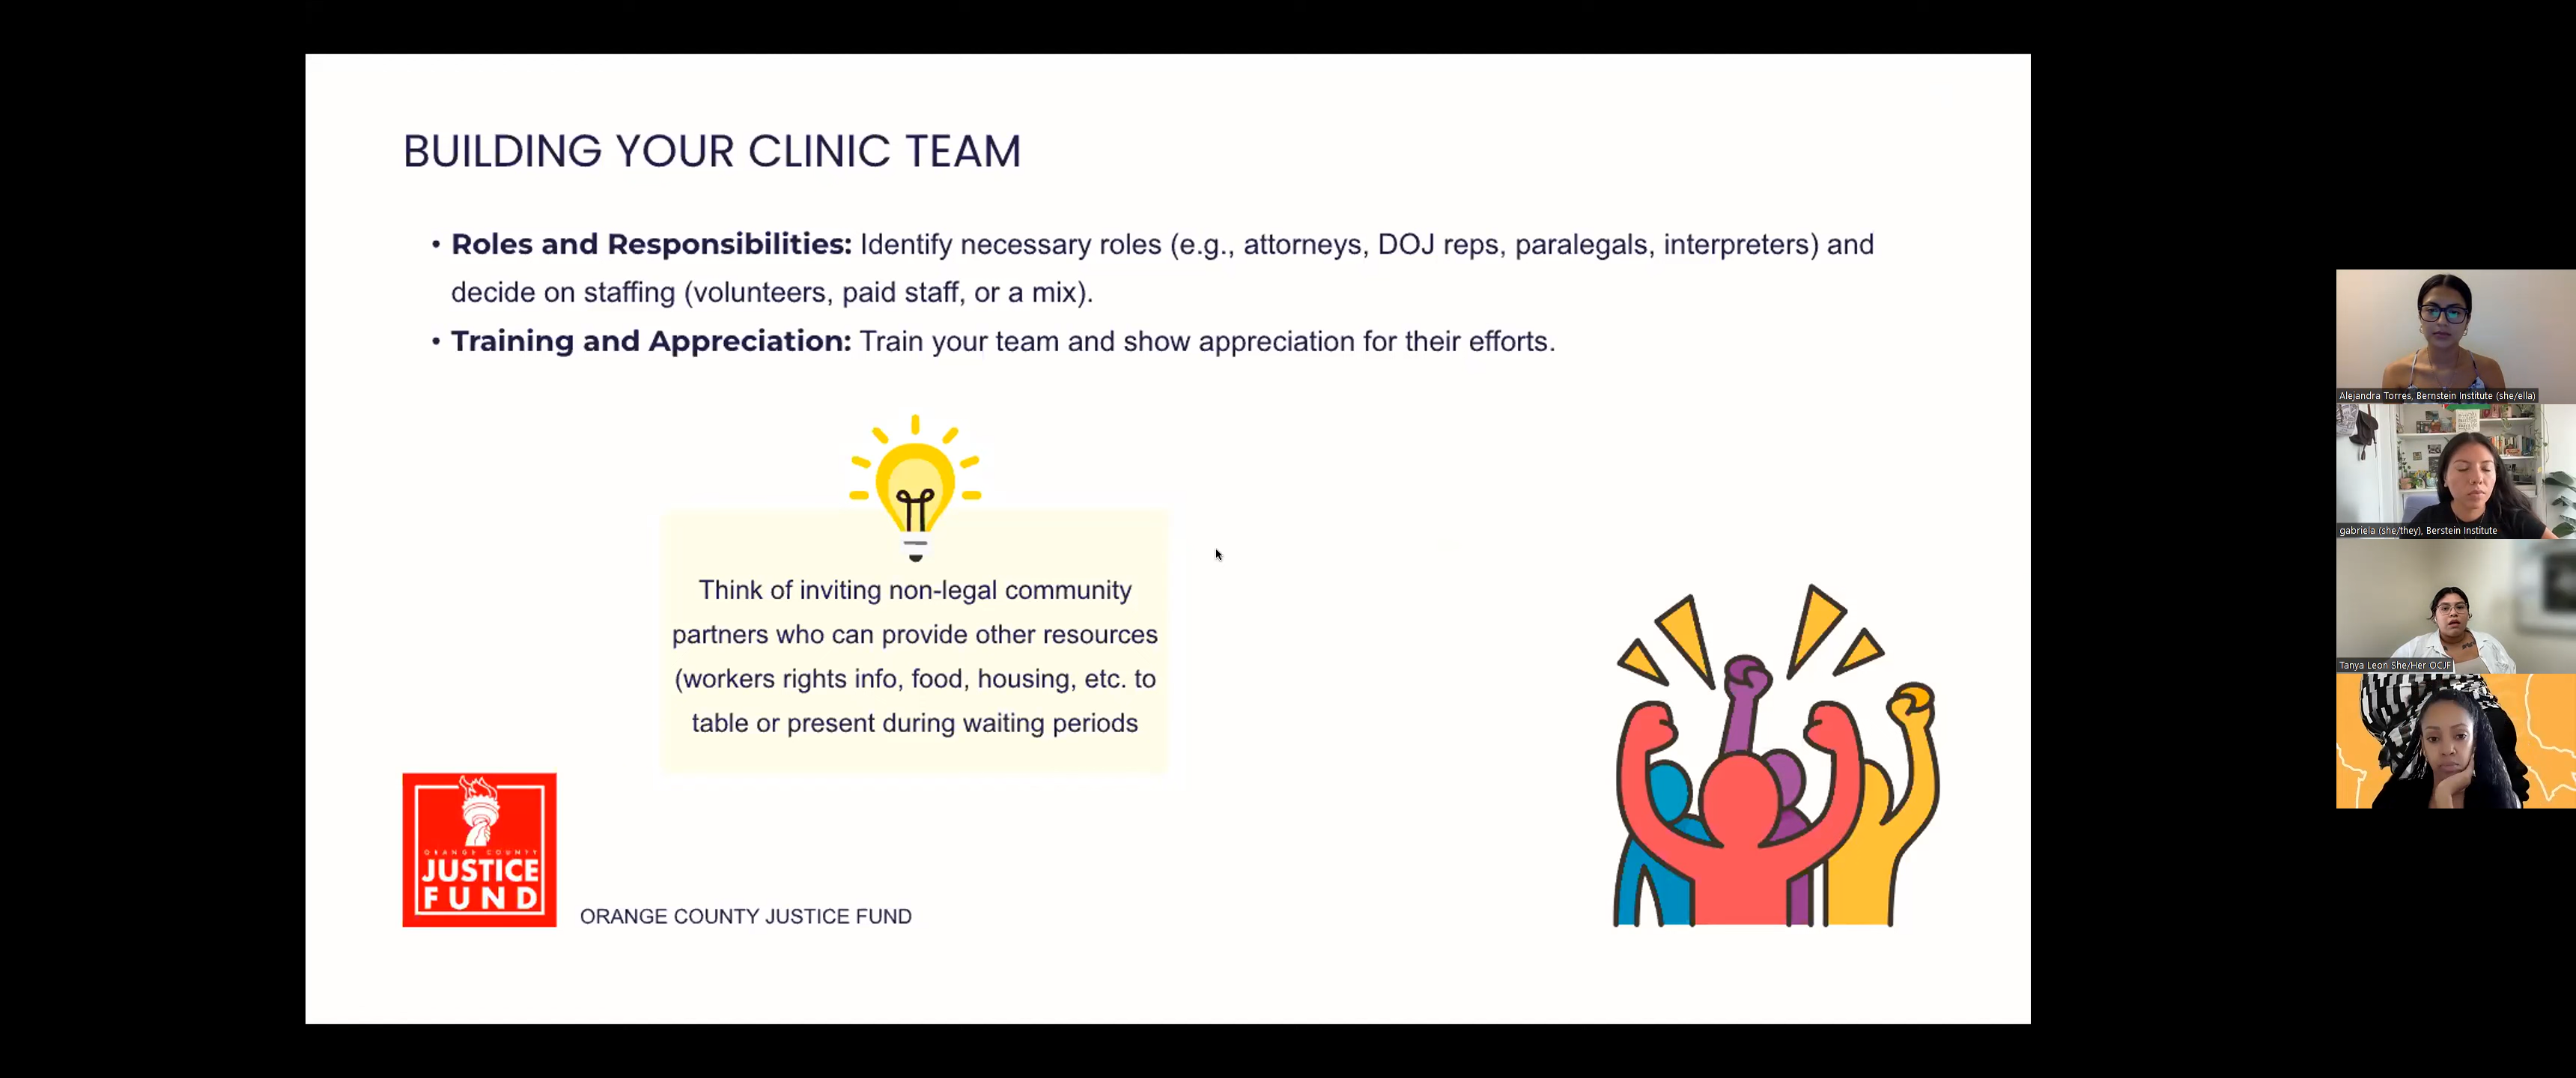 BUILDING YOUR CLINIC TEAM
• Roles and Responsibilities: Identify necessary roles (e.g., attorneys, DOJ reps, paralegals, interpreters) and
decide on staffing (volunteers, paid staff, or a mix).
• Training and Appreciation: Train your team and show appreciation for their efforts.
Think of inviting non-legal community
partners who can provide other resources
(workers rights info, food, housing, etc. to
table or present during waiting periods
ORANGE COUNTY
JUSTICE
FUND
ORANGE COUNTY JUSTICE FUND
Alejandra Torres, Bernstein Institute (she/ella)
gabriela (she/they), Berstein Institute
Tanya Leon She/Her OCJF